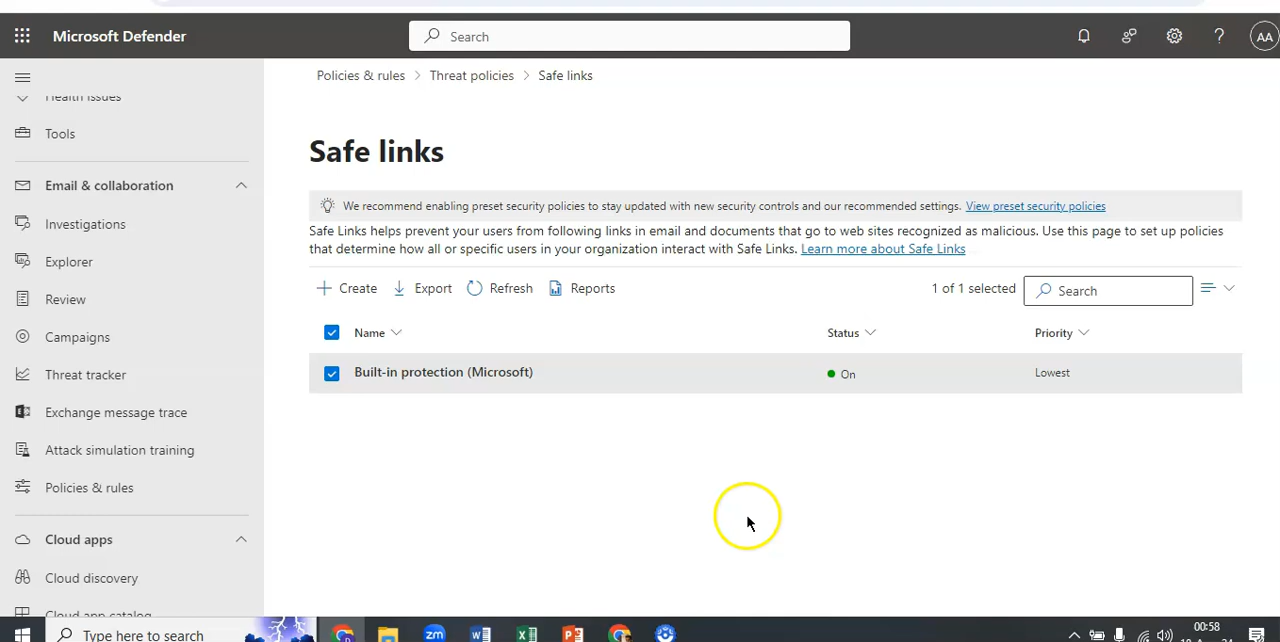 Microsoft Defender
Search
AA
Policies & rules > Threat policies > Safe links
Health issues
Tools
Email & collaboration
Investigations
Explorer
Review
Campaigns
Threat tracker
Exchange message trace
Attack simulation training
Policies & rules
Cloud apps
Cloud discovery
Cloud app catalog
Safe links
We recommend enabling preset security policies to stay updated with new security controls and our recommended settings. View preset security policies
Safe Links helps prevent your users from following links in email and documents that go to web sites recognized as malicious. Use this page to set up policies
that determine how all or specific users in your organization interact with Safe Links. Learn more about Safe Links
Create Export Refresh Reports 1 of 1 selected Search
Name Status Priority
Built-in protection (Microsoft) On Lowest
Type here to search
zm
00:58